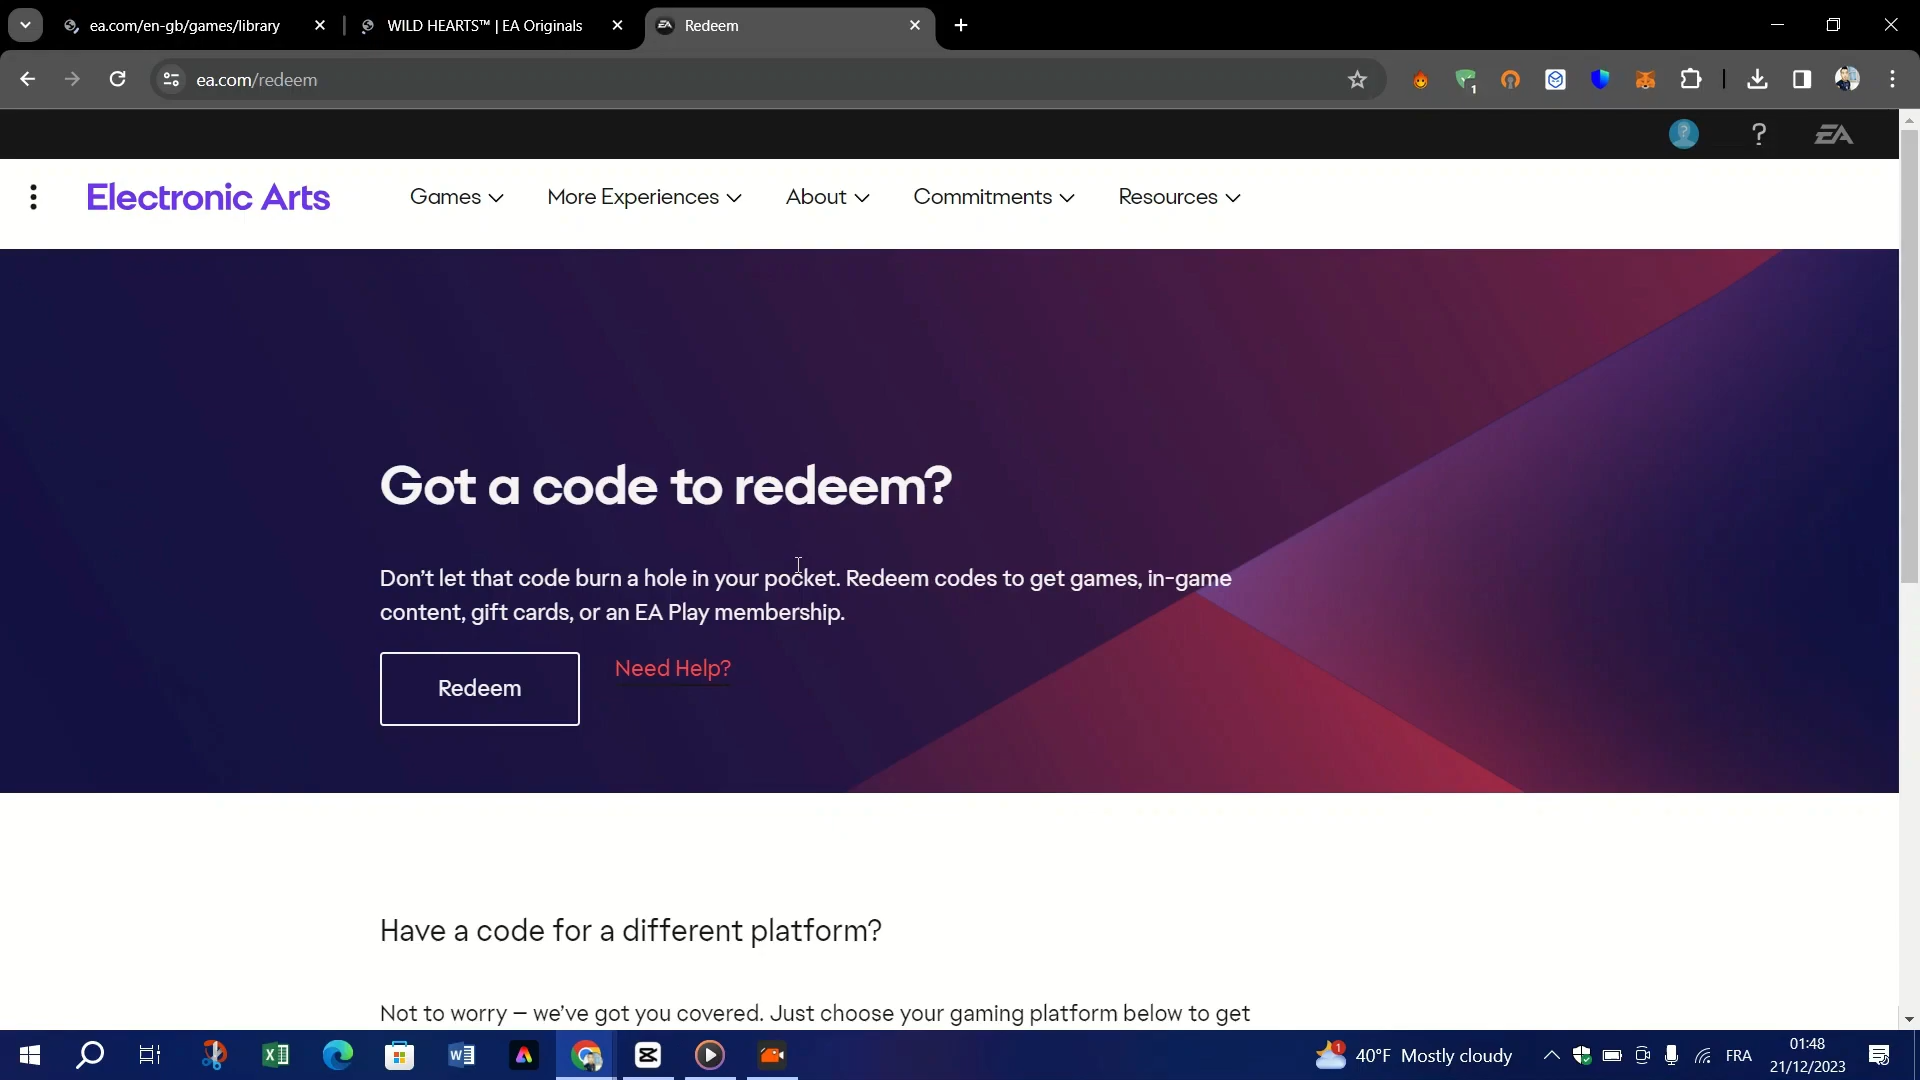 ea.com/en-gb/games/library
WILD HEARTS™ | EA Originals
Redeem
ea.com/redeem
1
?
EA
Electronic Arts
Games
More Experiences
About
Commitments
Resources
Got a code to redeem?
Don't let that code burn a hole in your pocket. Redeem codes to get games, in-game
content, gift cards, or an EA Play membership.
Redeem
Need Help?
Have a code for a different platform?
Not to worry – we've got you covered. Just choose your gaming platform below to get
1
40°F Mostly cloudy
FRA
01:48
21/12/2023